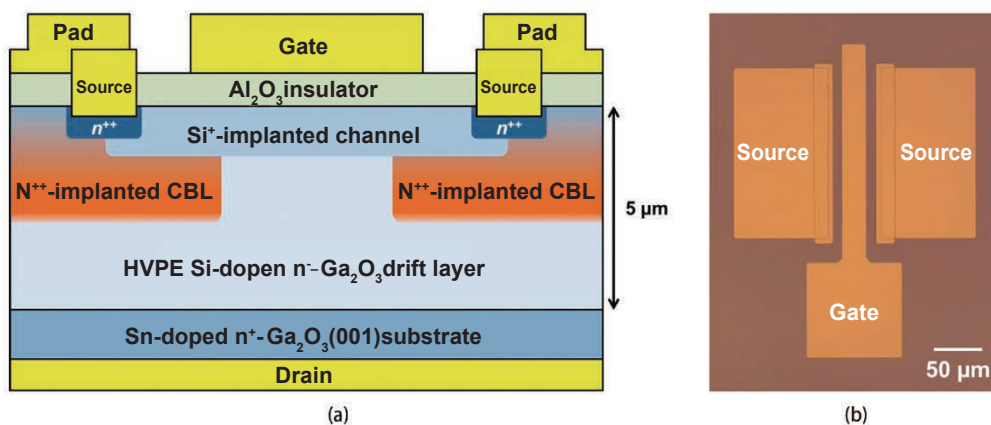 Pad
Gate
Pad
Source
Source
Al₂O₃insulator
n⁺⁺
Si⁺-implanted channel
n⁺⁺
N⁺⁺-implanted CBL
N⁺⁺-implanted CBL
5 µm
HVPE Si-dopen n⁻-Ga₂O₃drift layer
Sn-doped n⁺-Ga₂O₃(001)substrate
Drain
(a)
Source
Source
Gate
50 µm
(b)